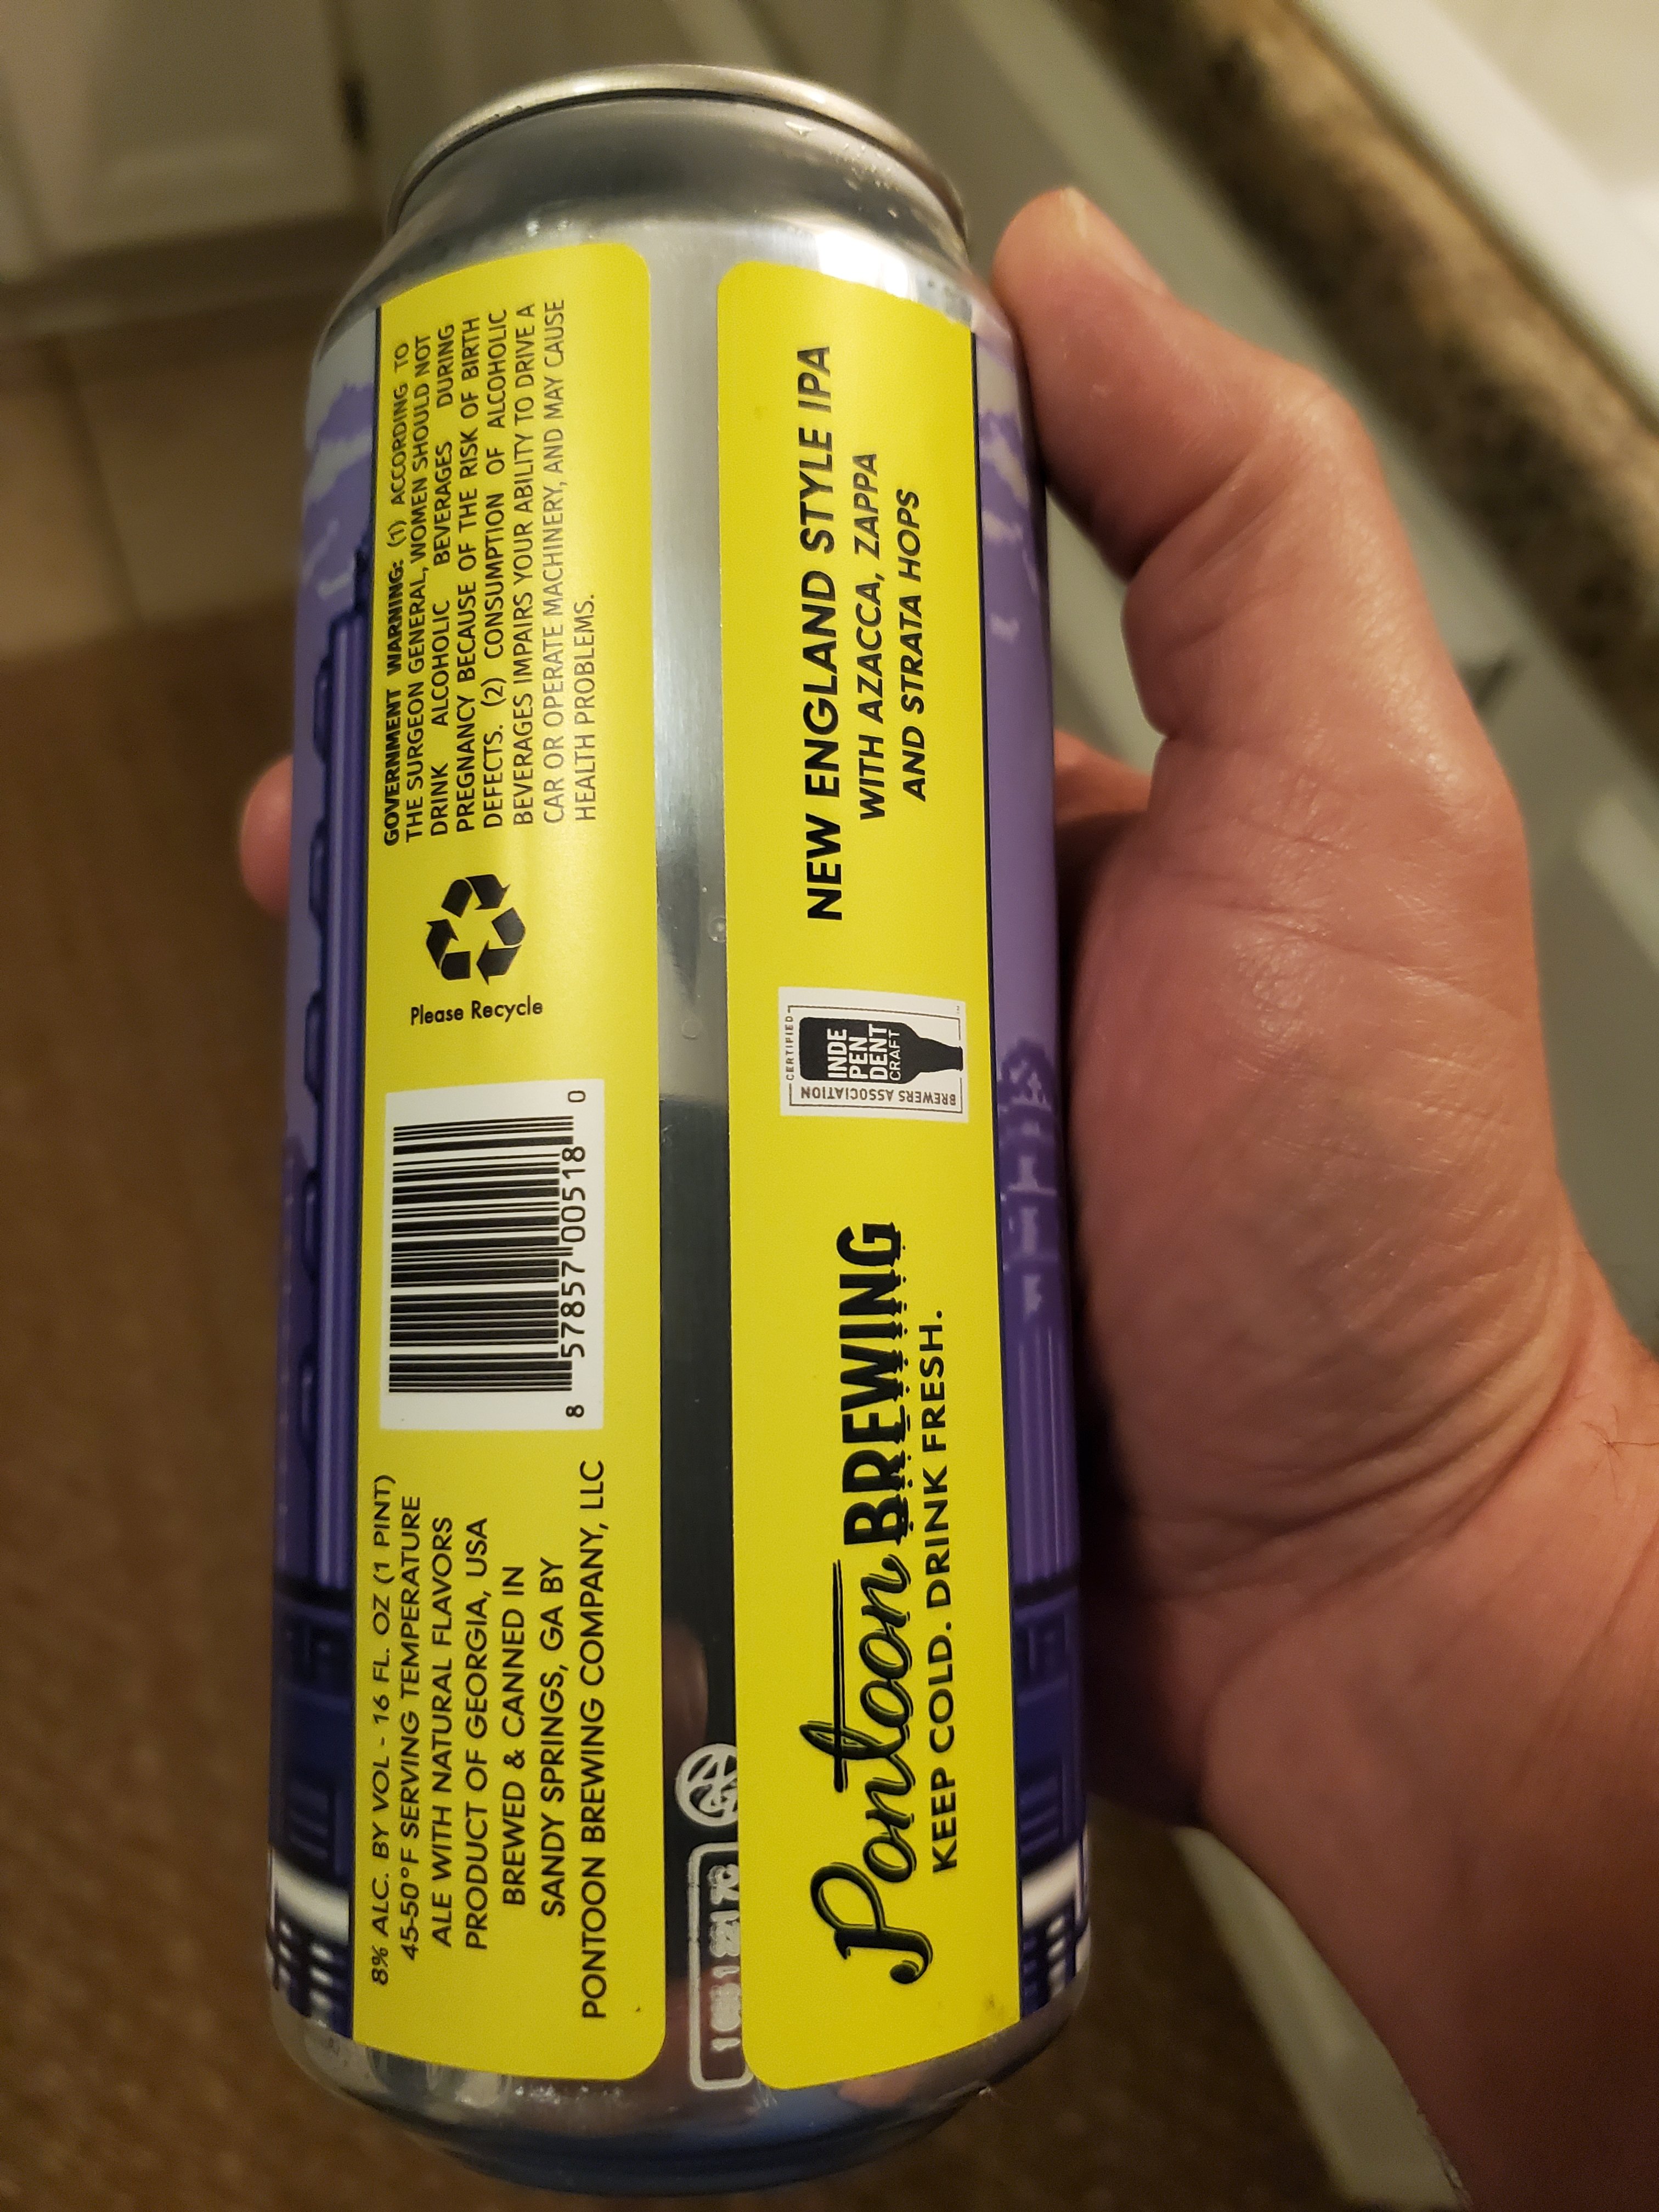 GOVERNMENT WARNING: (1) ACCORDING TO
THE SURGEON GENERAL, WOMEN SHOULD NOT
DRINK ALCOHOLIC BEVERAGES DURING
PREGNANCY BECAUSE OF THE RISK OF BIRTH
DEFECTS. (2) CONSUMPTION OF ALCOHOLIC
BEVERAGES IMPAIRS YOUR ABILITY TO DRIVE A
CAR OR OPERATE MACHINERY, AND MAY CAUSE
HEALTH PROBLEMS.
Please Recycle
8 57857 00518 0
8% ALC. BY VOL - 16 FL. OZ (1 PINT)
45-50°F SERVING TEMPERATURE
ALE WITH NATURAL FLAVORS
PRODUCT OF GEORGIA, USA
BREWED & CANNED IN
SANDY SPRINGS, GA BY
PONTOON BREWING COMPANY, LLC
NEW ENGLAND STYLE IPA
WITH AZACCA, ZAPPA
AND STRATA HOPS
CERTIFIED
INDE
PEN
DENT
CRAFT
BREWERS ASSOCIATION
Pontoon BREWING
KEEP COLD. DRINK FRESH.